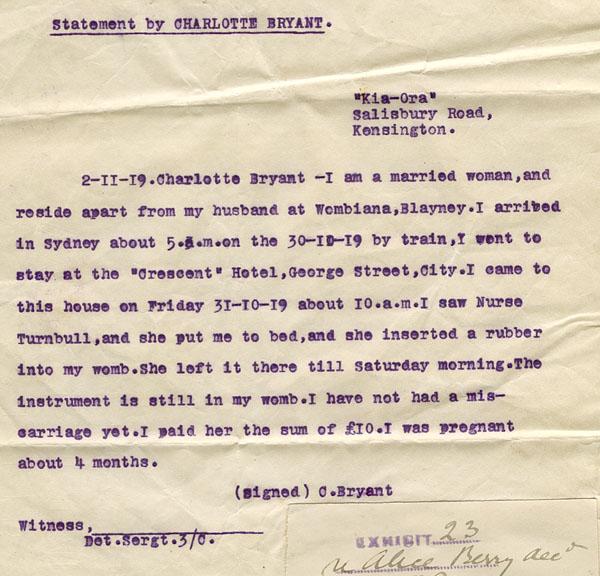 Statement by CHARLOTTE BRYANT.
"Kia-Ora"
Salisbury Road,
Kensington.
2-II-I9.Charlotte Bryant -I am a married woman,and
reside apart from my husband at Wombiana,Blayney.I arrived
in Sydney about 5.a.m.on the 30-I0-I9 by train,I went to
stay at the "Crescent" Hotel,George Street,City.I came to
this house on Friday 3I-I0-I9 about I0.a.m.I saw Nurse
Turnbull,and she put me to bed,and she inserted a rubber
into my womb.She left it there till Saturday morning.The
instrument is still in my womb.I have not had a mis-
carriage yet.I paid her the sum of £I0.I was pregnant
about 4 months.
(signed) C.Bryant
Witness,
Det.Sergt.3/C.
EXHIBIT 23
Alice Berry